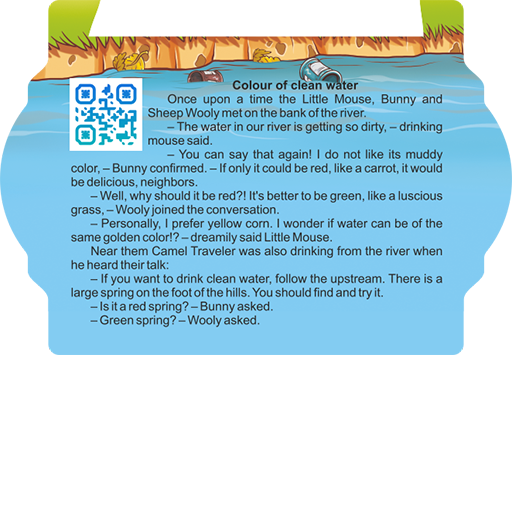 Colour of clean water
Once upon a time the Little Mouse, Bunny and
Sheep Wooly met on the bank of the river.
– The water in our river is getting so dirty, – drinking
mouse said.
– You can say that again! I do not like its muddy
color, – Bunny confirmed. – If only it could be red, like a carrot, it would
be delicious, neighbors.
– Well, why should it be red?! It's better to be green, like a luscious
grass, – Wooly joined the conversation.
– Personally, I prefer yellow corn. I wonder if water can be of the
same golden color!? – dreamily said Little Mouse.
Near them Camel Traveler was also drinking from the river when
he heard their talk:
– If you want to drink clean water, follow the upstream. There is a
large spring on the foot of the hills. You should find and try it.
– Is it a red spring? – Bunny asked.
– Green spring? – Wooly asked.